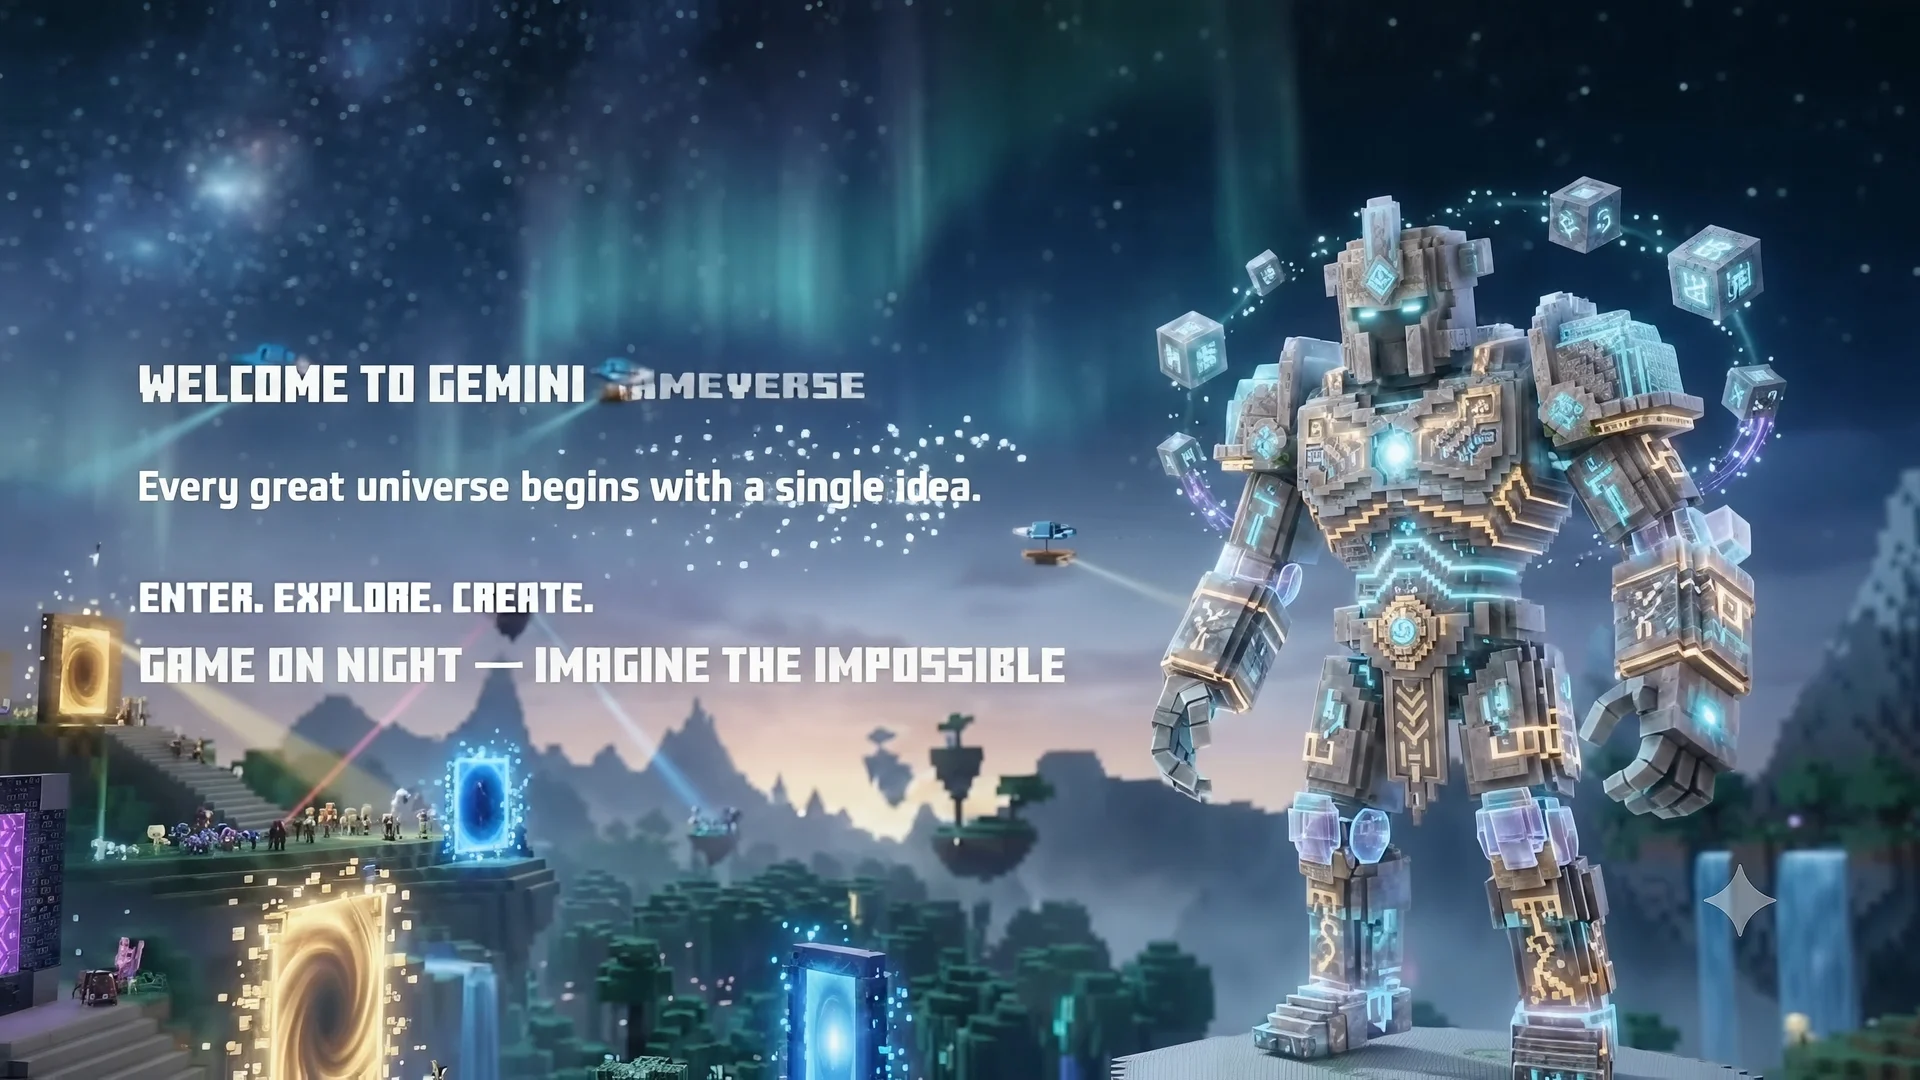 WELCOME TO GEMINI AMEVERSE
Every great universe begins with a single idea.
ENTER. EXPLORE. CREATE.
GAME ON NIGHT — IMAGINE THE IMPOSSIBLE